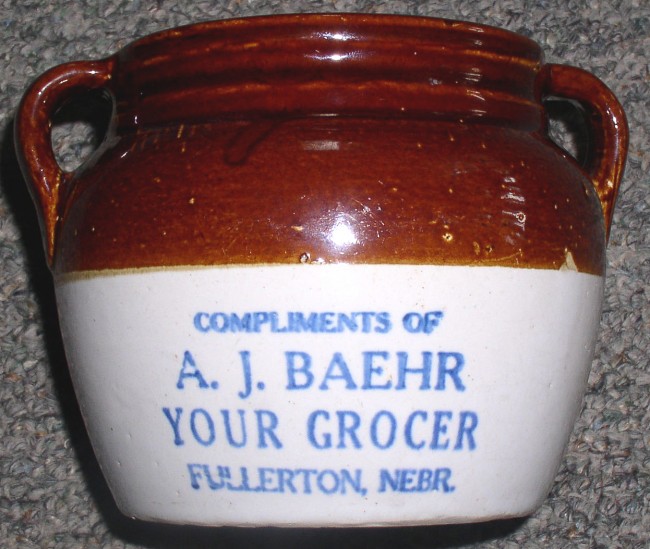 COMPLIMENTS OF
A. J. BAEHR
YOUR GROCER
FULLERTON, NEBR.